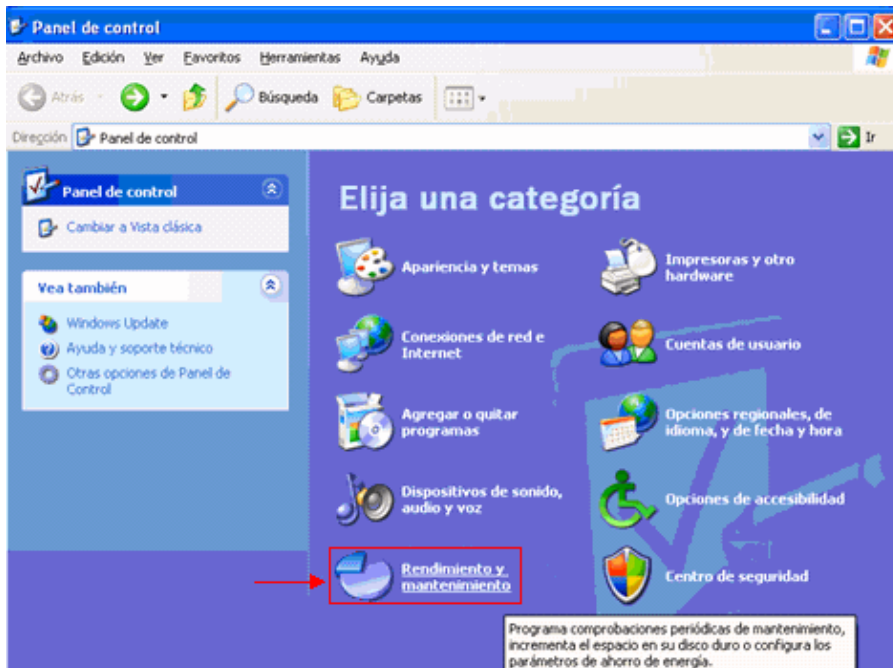 Panel de control
Archivo Edición Ver Favoritos Herramientas Ayuda
Atrás Búsqueda Carpetas
Dirección Panel de control Ir
Panel de control
Cambiar a Vista clásica
Vea también
Windows Update
Ayuda y soporte técnico
Otras opciones de Panel de
Control
Elija una categoría
Apariencia y temas
Impresoras y otro
hardware
Conexiones de red e
Internet
Cuentas de usuario
Agregar o quitar
programas
Opciones regionales, de
idioma, y de fecha y hora
Dispositivos de sonido,
audio y voz
Opciones de accesibilidad
Rendimiento y
mantenimiento
Centro de seguridad
Programa comprobaciones periódicas de mantenimiento,
incrementa el espacio en su disco duro o configura los
parámetros de ahorro de energía.